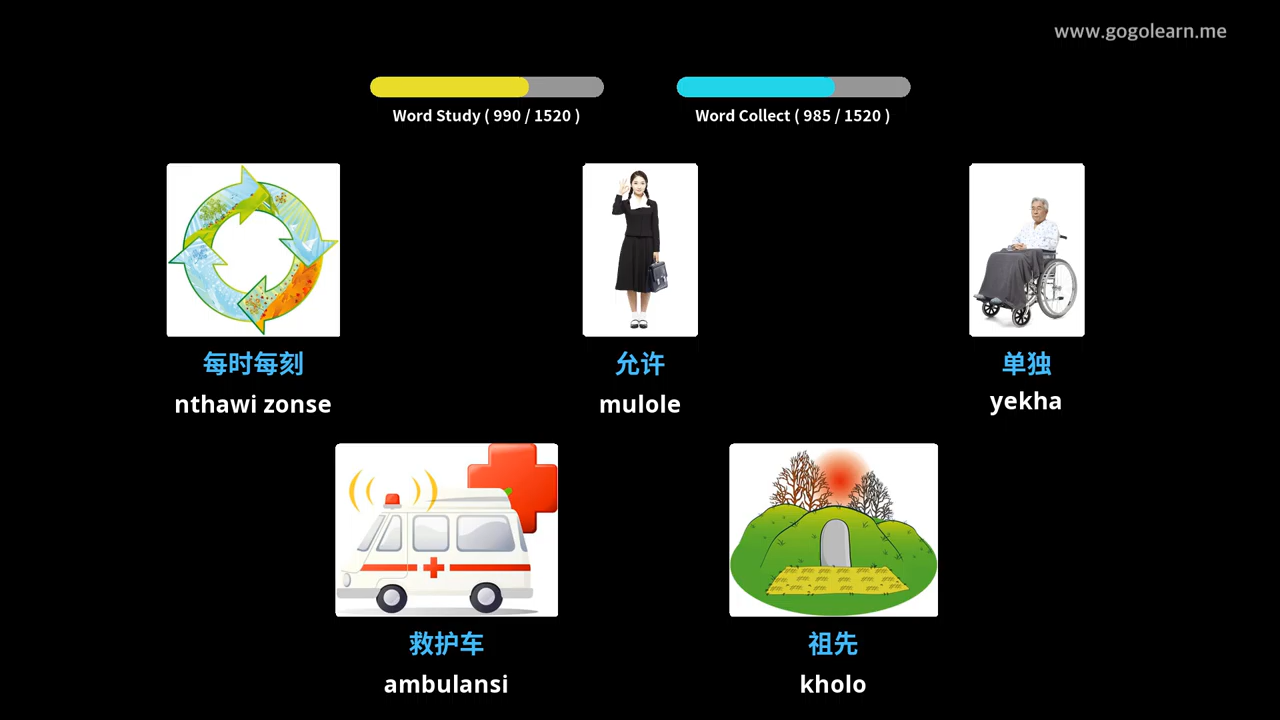 www.gogolearn.me
Word Study ( 990 / 1520 )
Word Collect ( 985 / 1520 )
每时每刻
nthawi zonse
允许
mulole
单独
yekha
救护车
ambulansi
祖先
kholo